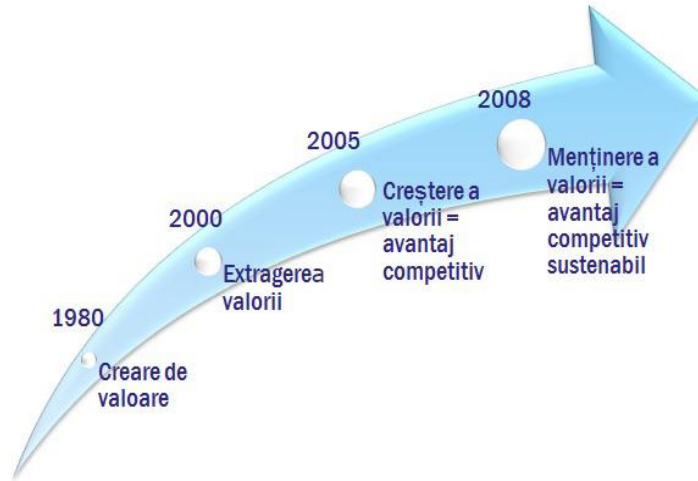 1980
Creare de
valoare
2000
Extragerea
valorii
2005
Creștere a
valorii =
avantaj
competitiv
2008
Menținere a
valorii =
avantaj
competitiv
sustenabil